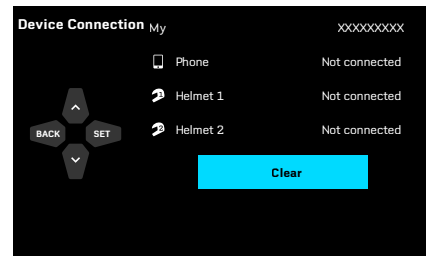 Device Connection My XXXXXXXXX
Phone Not connected
Helmet 1 Not connected
BACK SET Helmet 2 Not connected
Clear